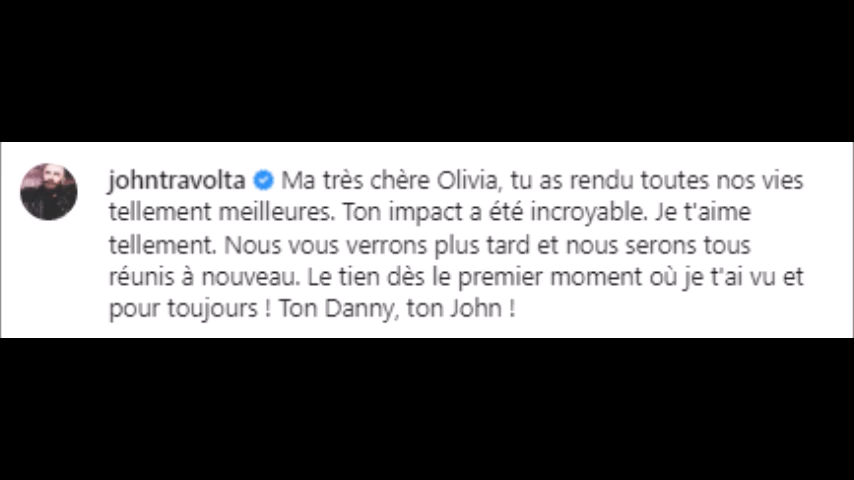 johntravolta Ma très chère Olivia, tu as rendu toutes nos vies
tellement meilleures. Ton impact a été incroyable. Je t'aime
tellement. Nous vous verrons plus tard et nous serons tous
réunis à nouveau. Le tien dès le premier moment où je t'ai vu et
pour toujours ! Ton Danny, ton John !